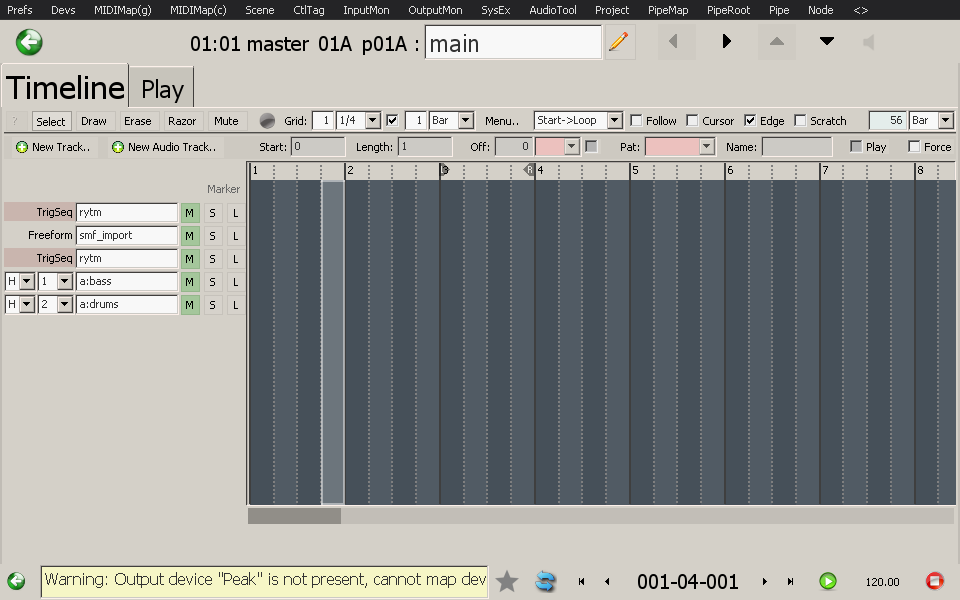 Prefs Devs MIDIMap(g) MIDIMap(c) Scene CtlTag InputMon OutputMon SysEx AudioTool Project PipeMap PipeRoot Pipe Node <>
01:01 master 01A p01A : main
Timeline Play
? Select Draw Erase Razor Mute Grid: 1 1/4 1 Bar Menu.. Start->Loop Follow Cursor Edge Scratch 56 Bar
New Track.. New Audio Track.. Start: 0 Length: 1 Off: 0 Pat: Name: Play Force
1 2 3 R 4 5 6 7 8
Marker
TrigSeq rytm M S L
Freeform smf_import M S L
TrigSeq rytm M S L
H 1 a:bass M S L
H 2 a:drums M S L
Warning: Output device "Peak" is not present, cannot map dev 001-04-001 120.00